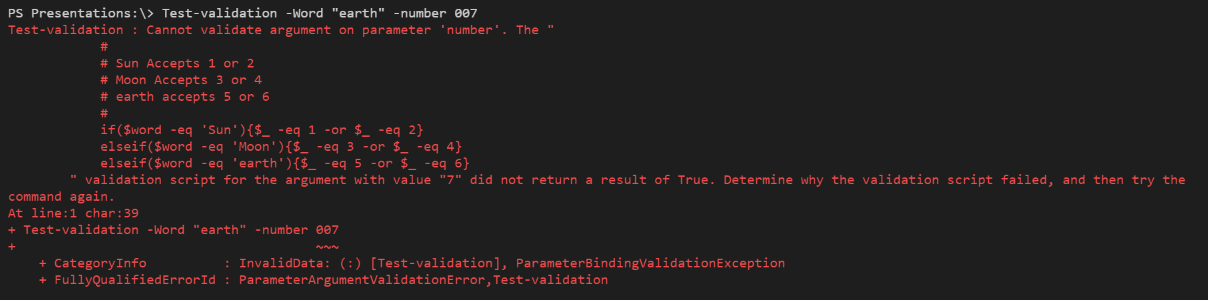 PS Presentations:\> Test-validation -Word "earth" -number 007
Test-validation : Cannot validate argument on parameter 'number'. The "
            #
            # Sun Accepts 1 or 2
            # Moon Accepts 3 or 4
            # earth accepts 5 or 6
            #
            if($word -eq 'Sun'){$_ -eq 1 -or $_ -eq 2}
            elseif($word -eq 'Moon'){$_ -eq 3 -or $_ -eq 4}
            elseif($word -eq 'earth'){$_ -eq 5 -or $_ -eq 6}
        " validation script for the argument with value "7" did not return a result of True. Determine why the validation script failed, and then try the
command again.
At line:1 char:39
+ Test-validation -Word "earth" -number 007
+                                       ~~~
    + CategoryInfo          : InvalidData: (:) [Test-validation], ParameterBindingValidationException
    + FullyQualifiedErrorId : ParameterArgumentValidationError,Test-validation